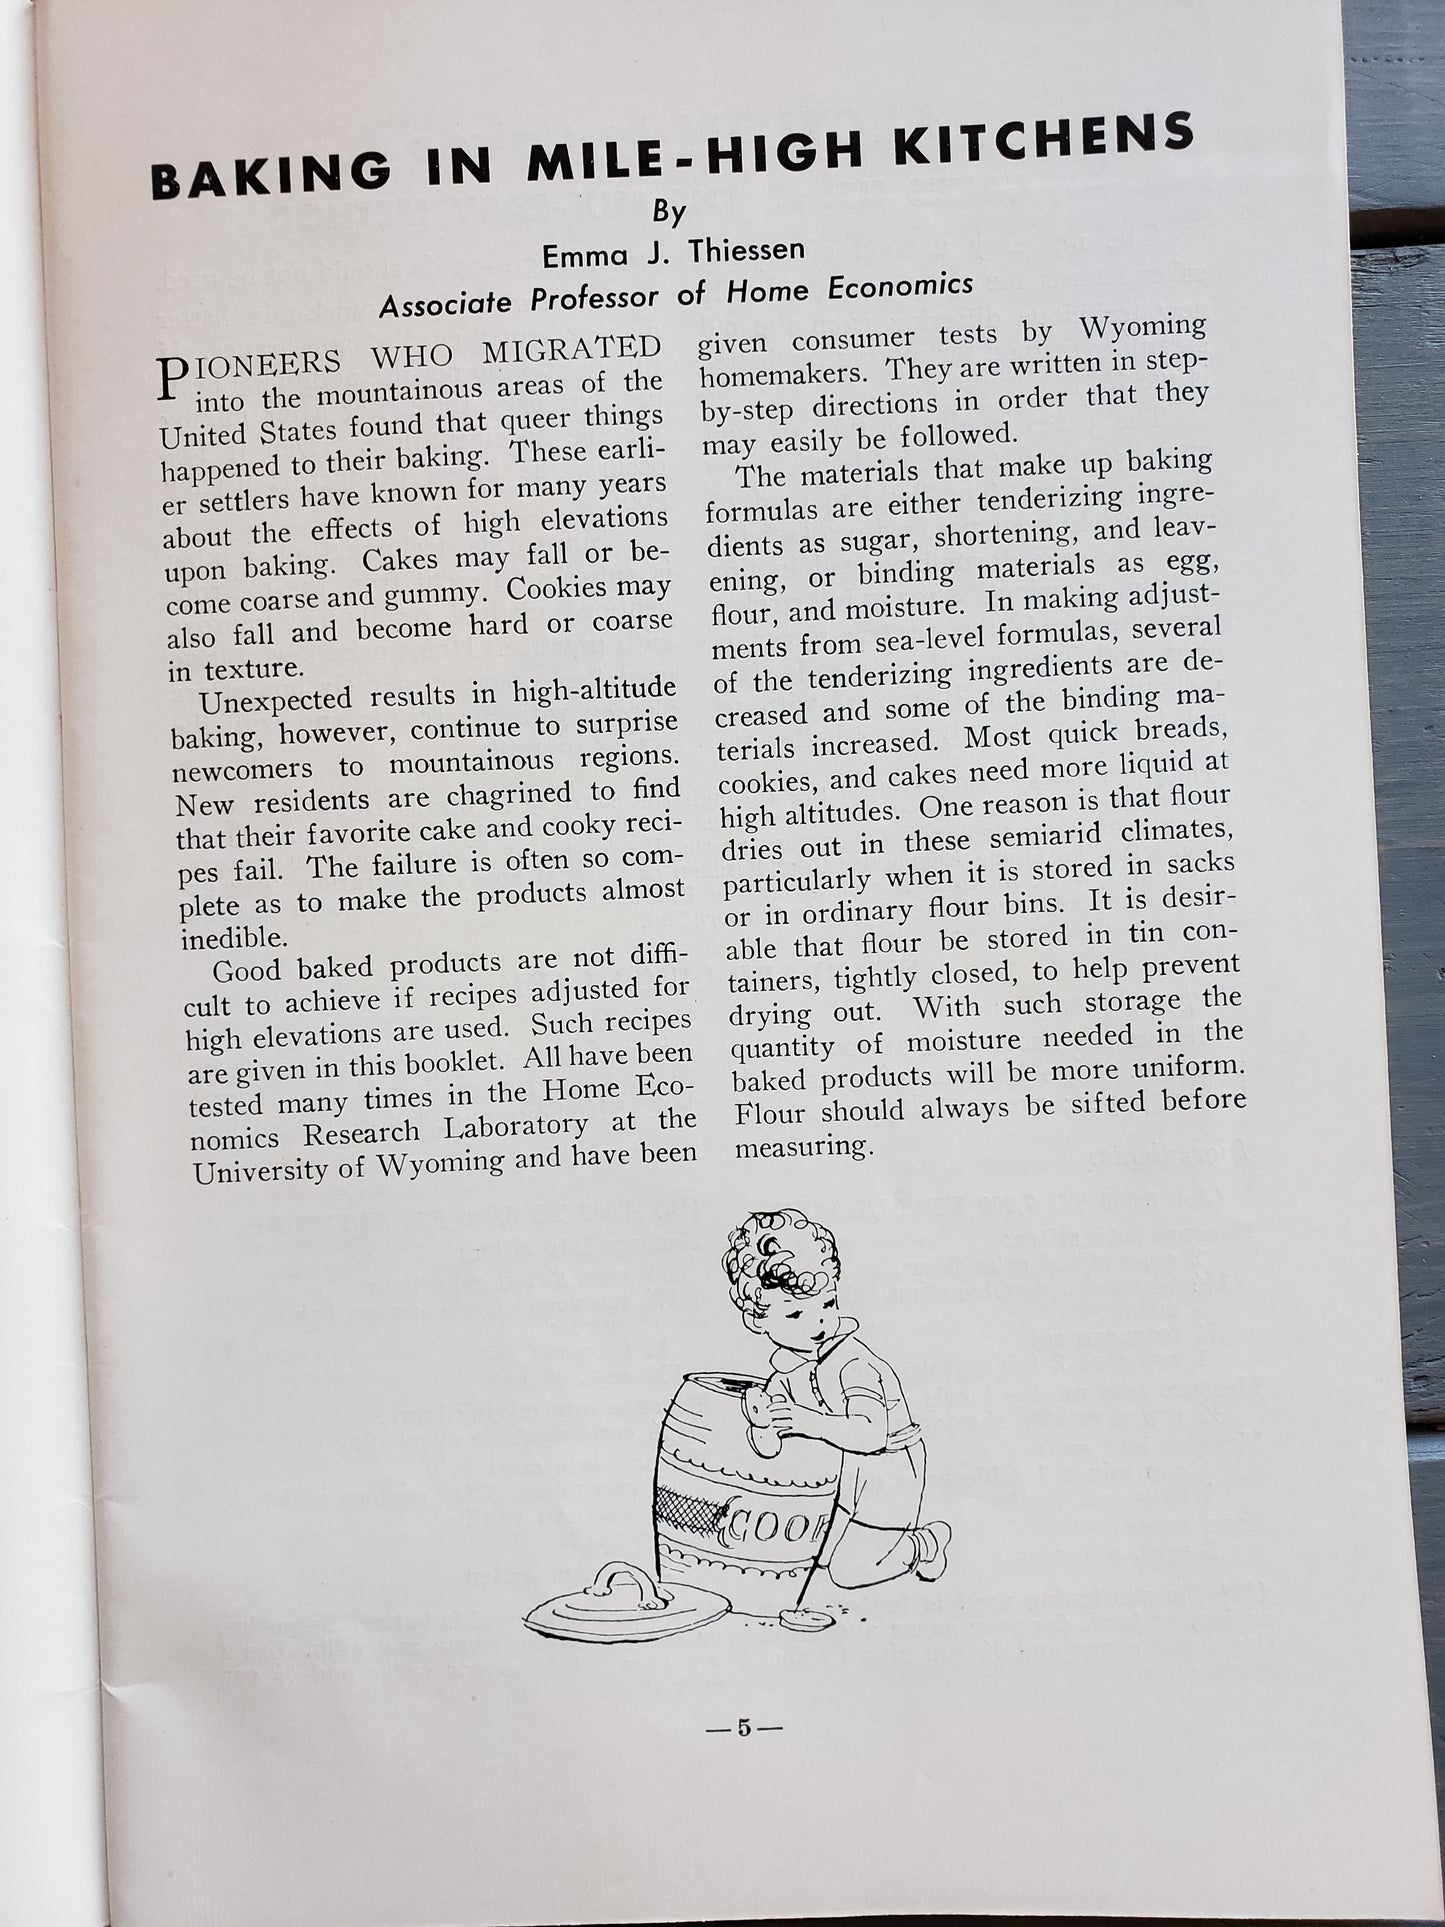 BAKING IN MILE-HIGH KITCHENS
By
Emma J. Thiessen
Associate Professor of Home Economics
PIONEERS WHO MIGRATED
into the mountainous areas of the
United States found that queer things
happened to their baking. These earli-
er settlers have known for many years
about the effects of high elevations
upon baking. Cakes may fall or be-
come coarse and gummy. Cookies may
also fall and become hard or coarse
in texture.
Unexpected results in high-altitude
baking, however, continue to surprise
newcomers to mountainous regions.
New residents are chagrined to find
that their favorite cake and cooky reci-
pes fail. The failure is often so com-
plete as to make the products almost
inedible.
Good baked products are not diffi-
cult to achieve if recipes adjusted for
high elevations are used. Such recipes
are given in this booklet. All have been
tested many times in the Home Eco-
nomics Research Laboratory at the
University of Wyoming and have been
given consumer tests by Wyoming
homemakers. They are written in step-
by-step directions in order that they
may easily be followed.
The materials that make up baking
formulas are either tenderizing ingre-
dients as sugar, shortening, and leav-
ening, or binding materials as egg,
flour, and moisture. In making adjust-
ments from sea-level formulas, several
of the tenderizing ingredients are de-
creased and some of the binding ma-
terials increased. Most quick breads,
cookies, and cakes need more liquid at
high altitudes. One reason is that flour
dries out in these semiarid climates,
particularly when it is stored in sacks
or in ordinary flour bins. It is desir-
able that flour be stored in tin con-
tainers, tightly closed, to help prevent
drying out. With such storage the
quantity of moisture needed in the
baked products will be more uniform.
Flour should always be sifted before
measuring.
COOK
—5—